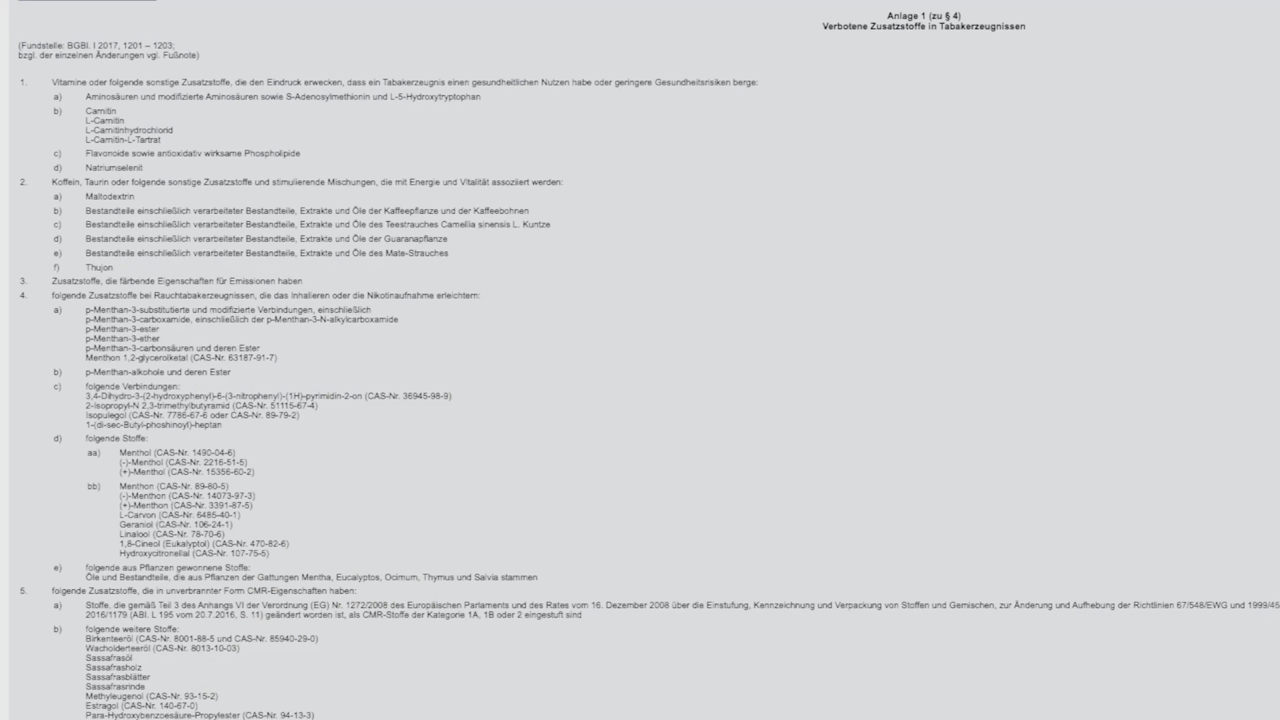 Anlage 1 (zu § 4)
Verbotene Zusatzstoffe in Tabakerzeugnissen
(Fundstelle: BGBl. I 2017, 1201 – 1203;
bzgl. der einzelnen Änderungen vgl. Fußnote)
1. Vitamine oder folgende sonstige Zusatzstoffe, die den Eindruck erwecken, dass ein Tabakerzeugnis einen gesundheitlichen Nutzen habe oder geringere Gesundheitsrisiken berge:
a) Aminosäuren und modifizierte Aminosäuren sowie S-Adenosylmethionin und L-5-Hydroxytryptophan
b) Carnitin
L-Carnitin
L-Carnitinhydrochlorid
L-Carnitin-L-Tartrat
c) Flavonoide sowie antioxidativ wirksame Phospholipide
d) Natriumselenit
2. Koffein, Taurin oder folgende sonstige Zusatzstoffe und stimulierende Mischungen, die mit Energie und Vitalität assoziiert werden:
a) Maltodextrin
b) Bestandteile einschließlich verarbeiteter Bestandteile, Extrakte und Öle der Kaffeepflanze und der Kaffeebohnen
c) Bestandteile einschließlich verarbeiteter Bestandteile, Extrakte und Öle des Teestrauches Camellia sinensis L. Kuntze
d) Bestandteile einschließlich verarbeiteter Bestandteile, Extrakte und Öle der Guaranapflanze
e) Bestandteile einschließlich verarbeiteter Bestandteile, Extrakte und Öle des Mate-Strauches
f) Thujon
3. Zusatzstoffe, die färbende Eigenschaften für Emissionen haben
4. folgende Zusatzstoffe bei Rauchtabakerzeugnissen, die das Inhalieren oder die Nikotinaufnahme erleichtern:
a) p-Menthan-3-substitutierte und modifizierte Verbindungen, einschließlich
p-Menthan-3-carboxamide, einschließlich der p-Menthan-3-N-alkylcarboxamide
p-Menthan-3-ester
p-Menthan-3-ether
p-Menthan-3-carbonsäuren und deren Ester
Menthon 1,2-glycerolketal (CAS-Nr. 63187-91-7)
b) p-Menthan-alkohole und deren Ester
c) folgende Verbindungen:
3,4-Dihydro-3-(2-hydroxyphenyl)-6-(3-nitrophenyl)-(1H)-pyrimidin-2-on (CAS-Nr. 36945-98-9)
2-Isopropyl-N 2,3-trimethylbutyramid (CAS-Nr. 51115-67-4)
Isopulegol (CAS-Nr. 7786-67-6 oder CAS-Nr. 89-79-2)
1-(di-sec-Butyl-phoshinoyl)-heptan
d) folgende Stoffe:
aa) Menthol (CAS-Nr. 1490-04-6)
(-)-Menthol (CAS-Nr. 2216-51-5)
(+)-Menthol (CAS-Nr. 15356-60-2)
bb) Menthon (CAS-Nr. 89-80-5)
(-)-Menthon (CAS-Nr. 14073-97-3)
(+)-Menthon (CAS-Nr. 3391-87-5)
L-Carvon (CAS-Nr. 6485-40-1)
Geraniol (CAS-Nr. 106-24-1)
Linalool (CAS-Nr. 78-70-6)
1,8-Cineol (Eukalyptol) (CAS-Nr. 470-82-6)
Hydroxycitronellal (CAS-Nr. 107-75-5)
e) folgende aus Pflanzen gewonnene Stoffe:
Öle und Bestandteile, die aus Pflanzen der Gattungen Mentha, Eucalyptos, Ocimum, Thymus und Salvia stammen
5. folgende Zusatzstoffe, die in unverbrannter Form CMR-Eigenschaften haben:
a) Stoffe, die gemäß Teil 3 des Anhangs VI der Verordnung (EG) Nr. 1272/2008 des Europäischen Parlaments und des Rates vom 16. Dezember 2008 über die Einstufung, Kennzeichnung und Verpackung von Stoffen und Gemischen, zur Änderung und Aufhebung der Richtlinien 67/548/EWG und 1999/45
2016/1179 (ABl. L 195 vom 20.7.2016, S. 11) geändert worden ist, als CMR-Stoffe der Kategorie 1A, 1B oder 2 eingestuft sind
b) folgende weitere Stoffe:
Birkenteeröl (CAS-Nr. 8001-88-5 und CAS-Nr. 85940-29-0)
Wacholderteeröl (CAS-Nr. 8013-10-03)
Sassafrasöl
Sassafrasholz
Sassafrasblätter
Sassafrasrinde
Methyleugenol (CAS-Nr. 93-15-2)
Estragol (CAS-Nr. 140-67-0)
Para-Hydroxybenzoesäure-Propylester (CAS-Nr. 94-13-3)